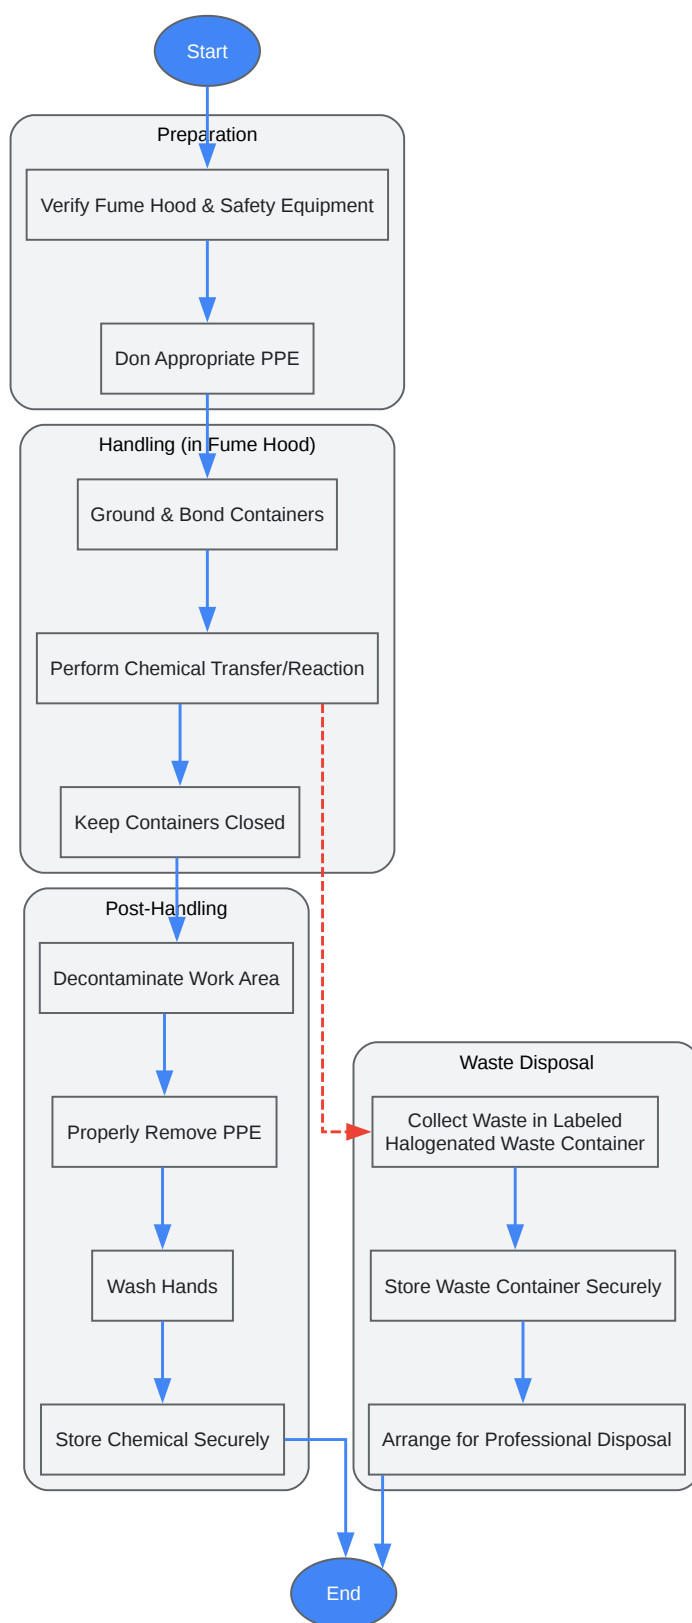 Start
Preparation
Verify Fume Hood & Safety Equipment
Don Appropriate PPE
Handling (in Fume Hood)
Ground & Bond Containers
Perform Chemical Transfer/Reaction
Keep Containers Closed
Post-Handling
Decontaminate Work Area
Properly Remove PPE
Wash Hands
Store Chemical Securely
Waste Disposal
Collect Waste in Labeled
Halogenated Waste Container
Store Waste Container Securely
Arrange for Professional Disposal
End